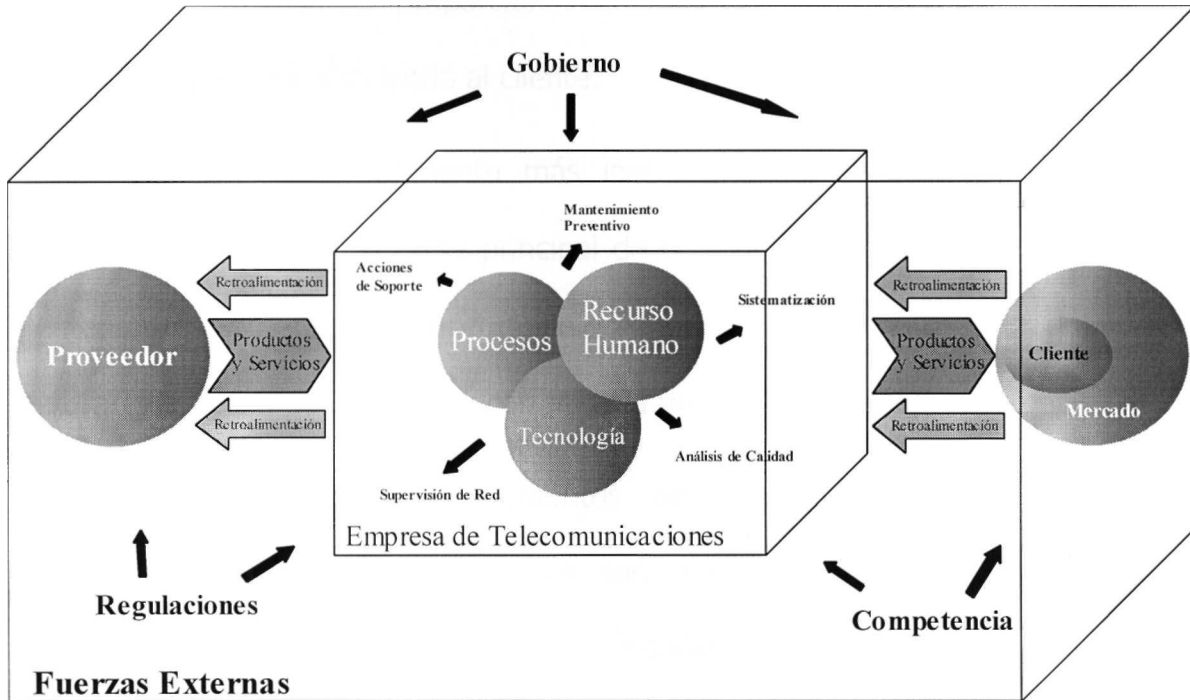 Gobierno
Mantenimiento
Preventivo
Acciones
de Soporte
Sistematización
Retroalimentación
Productos
y Servicios
Retroalimentación
Proveedor
Procesos
Recurso
Humano
Tecnología
Retroalimentación
Productos
y Servicios
Retroalimentación
Cliente
Mercado
Análisis de Calidad
Supervisión de Red
Empresa de Telecomunicaciones
Regulaciones
Competencia
Fuerzas Externas